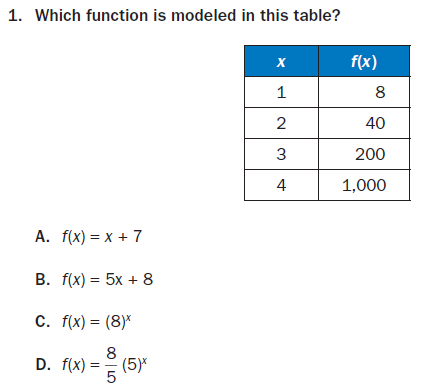 1. Which function is modeled in this table?
x f(x)
1 8
2 40
3 200
4 1,000
A. f(x) = x + 7
B. f(x) = 5x + 8
C. f(x) = (8)ˣ
D. f(x) = 8/5 (5)ˣ